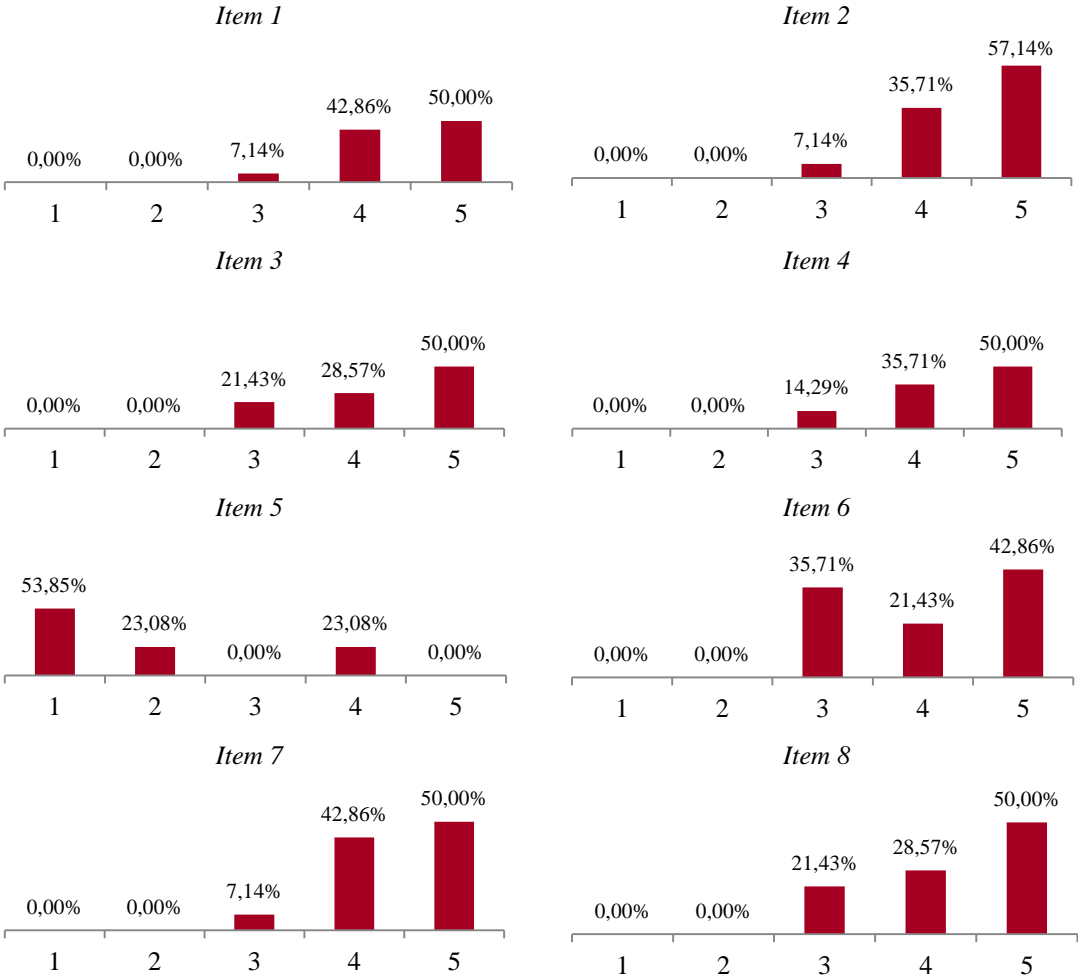 Item 1
0,00% 0,00% 7,14% 42,86% 50,00%
1 2 3 4 5
Item 2
0,00% 0,00% 7,14% 35,71% 57,14%
1 2 3 4 5
Item 3
0,00% 0,00% 21,43% 28,57% 50,00%
1 2 3 4 5
Item 4
0,00% 0,00% 14,29% 35,71% 50,00%
1 2 3 4 5
Item 5
53,85% 23,08% 0,00% 23,08% 0,00%
1 2 3 4 5
Item 6
0,00% 0,00% 35,71% 21,43% 42,86%
1 2 3 4 5
Item 7
0,00% 0,00% 7,14% 42,86% 50,00%
1 2 3 4 5
Item 8
0,00% 0,00% 21,43% 28,57% 50,00%
1 2 3 4 5